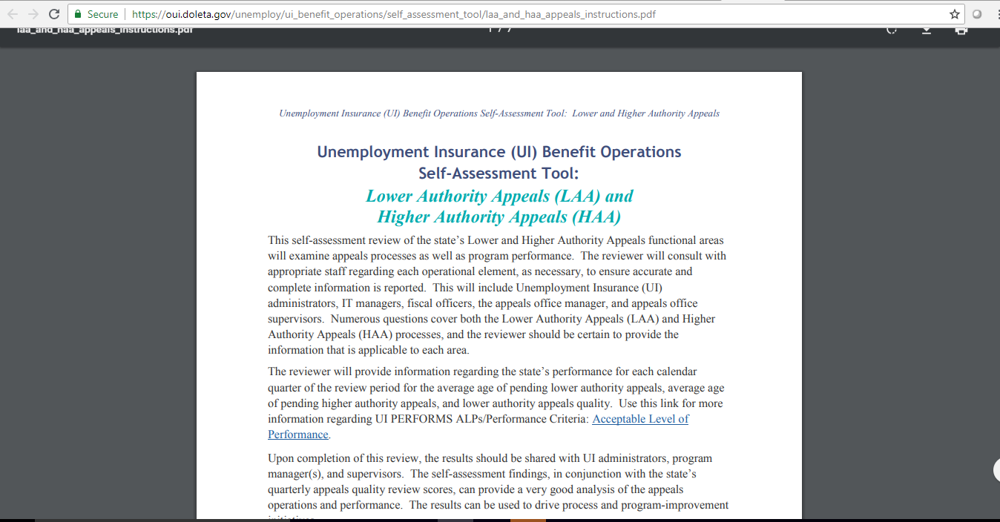 Secure https://oui.doleta.gov/unemploy/ui_benefit_operations/self_assessment_tool/laa_and_haa_appeals_instructions.pdf
laa_and_haa_appeals_instructions.pdf
Unemployment Insurance (UI) Benefit Operations Self-Assessment Tool: Lower and Higher Authority Appeals
Unemployment Insurance (UI) Benefit Operations
Self-Assessment Tool:
Lower Authority Appeals (LAA) and
Higher Authority Appeals (HAA)
This self-assessment review of the state’s Lower and Higher Authority Appeals functional areas
will examine appeals processes as well as program performance. The reviewer will consult with
appropriate staff regarding each operational element, as necessary, to ensure accurate and
complete information is reported. This will include Unemployment Insurance (UI)
administrators, IT managers, fiscal officers, the appeals office manager, and appeals office
supervisors. Numerous questions cover both the Lower Authority Appeals (LAA) and Higher
Authority Appeals (HAA) processes, and the reviewer should be certain to provide the
information that is applicable to each area.
The reviewer will provide information regarding the state’s performance for each calendar
quarter of the review period for the average age of pending lower authority appeals, average age
of pending higher authority appeals, and lower authority appeals quality. Use this link for more
information regarding UI PERFORMS ALPs/Performance Criteria: Acceptable Level of
Performance.
Upon completion of this review, the results should be shared with UI administrators, program
manager(s), and supervisors. The self-assessment findings, in conjunction with the state’s
quarterly appeals quality review scores, can provide a very good analysis of the appeals
operations and performance. The results can be used to drive process and program-improvement